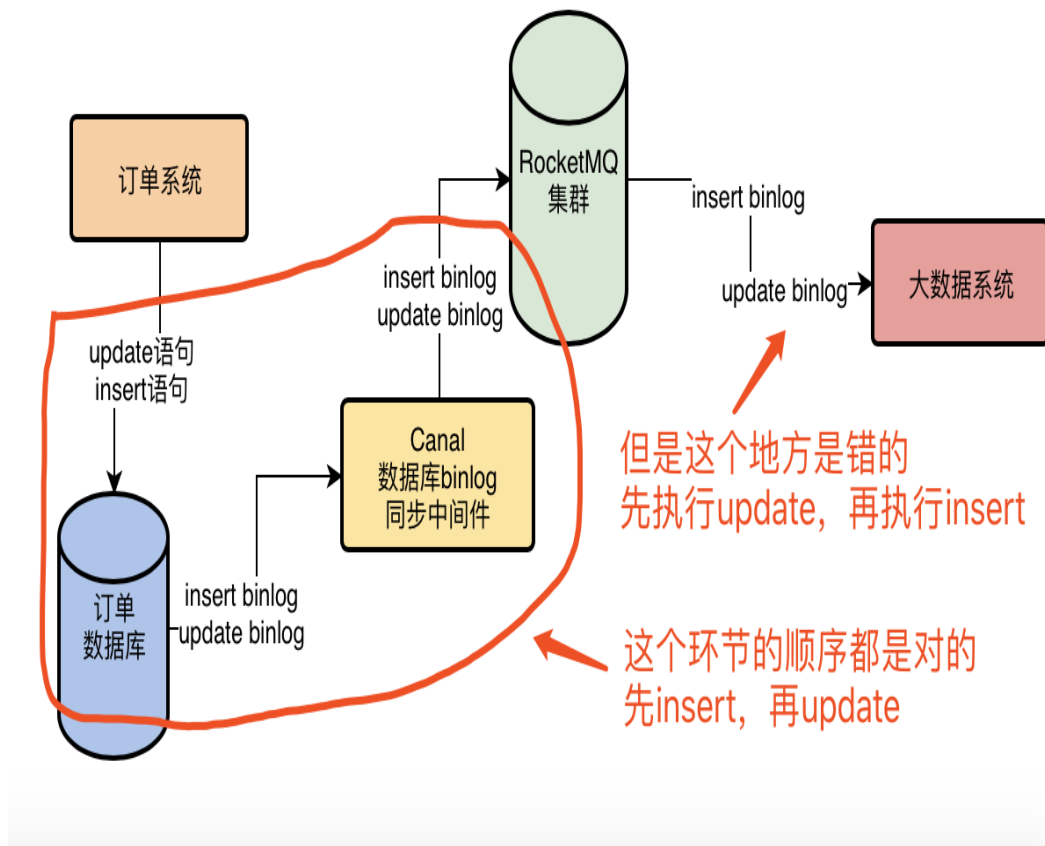 订单系统
RocketMQ
集群
insert binlog
update binlog
大数据系统
insert binlog
update binlog
update语句
insert语句
Canal
数据库binlog
同步中间件
但是这个地方是错的
先执行update，再执行insert
订单
数据库
insert binlog
update binlog
这个环节的顺序都是对的
先insert，再update